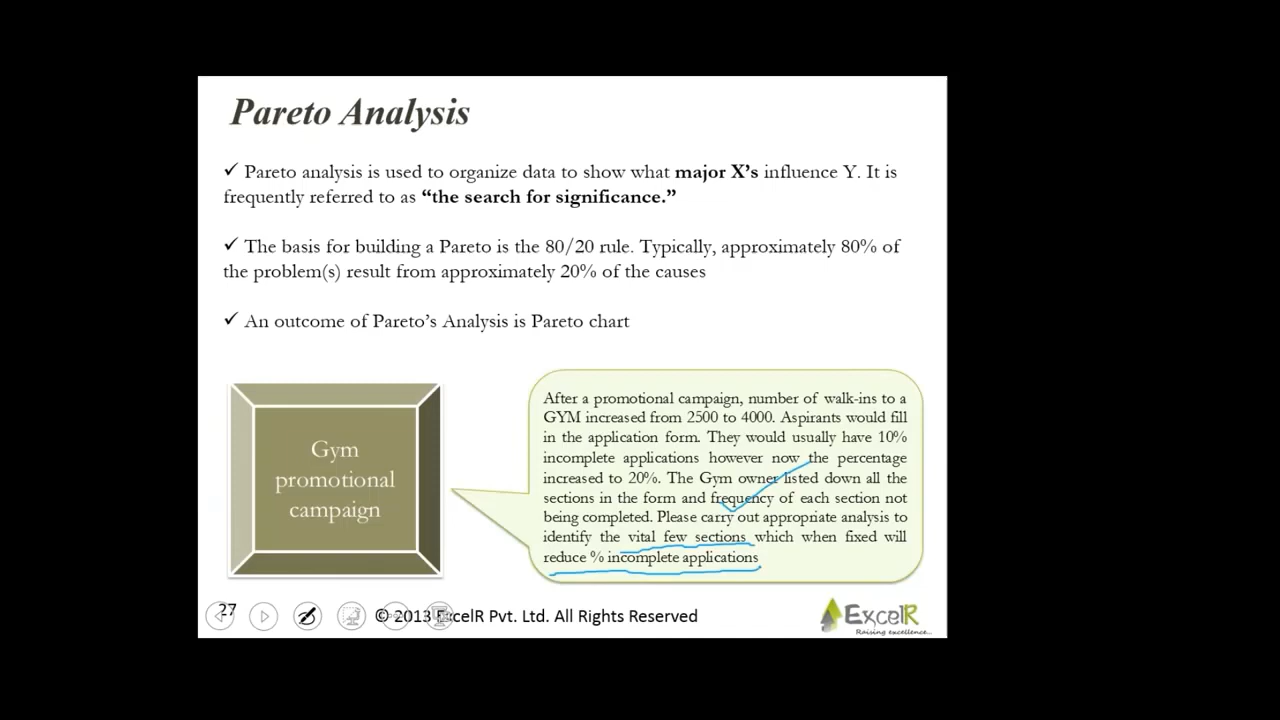 Pareto Analysis
✓ Pareto analysis is used to organize data to show what major X's influence Y. It is
frequently referred to as “the search for significance.”
✓ The basis for building a Pareto is the 80/20 rule. Typically, approximately 80% of
the problem(s) result from approximately 20% of the causes
✓ An outcome of Pareto's Analysis is Pareto chart
Gym
promotional
campaign
After a promotional campaign, number of walk-ins to a
GYM increased from 2500 to 4000. Aspirants would fill
in the application form. They would usually have 10%
incomplete applications however now the percentage
increased to 20%. The Gym owner listed down all the
sections in the form and frequency of each section not
being completed. Please carry out appropriate analysis to
identify the vital few sections which when fixed will
reduce % incomplete applications
27
© 2013 ExcelR Pvt. Ltd. All Rights Reserved
ExcelR
Raising excellence...